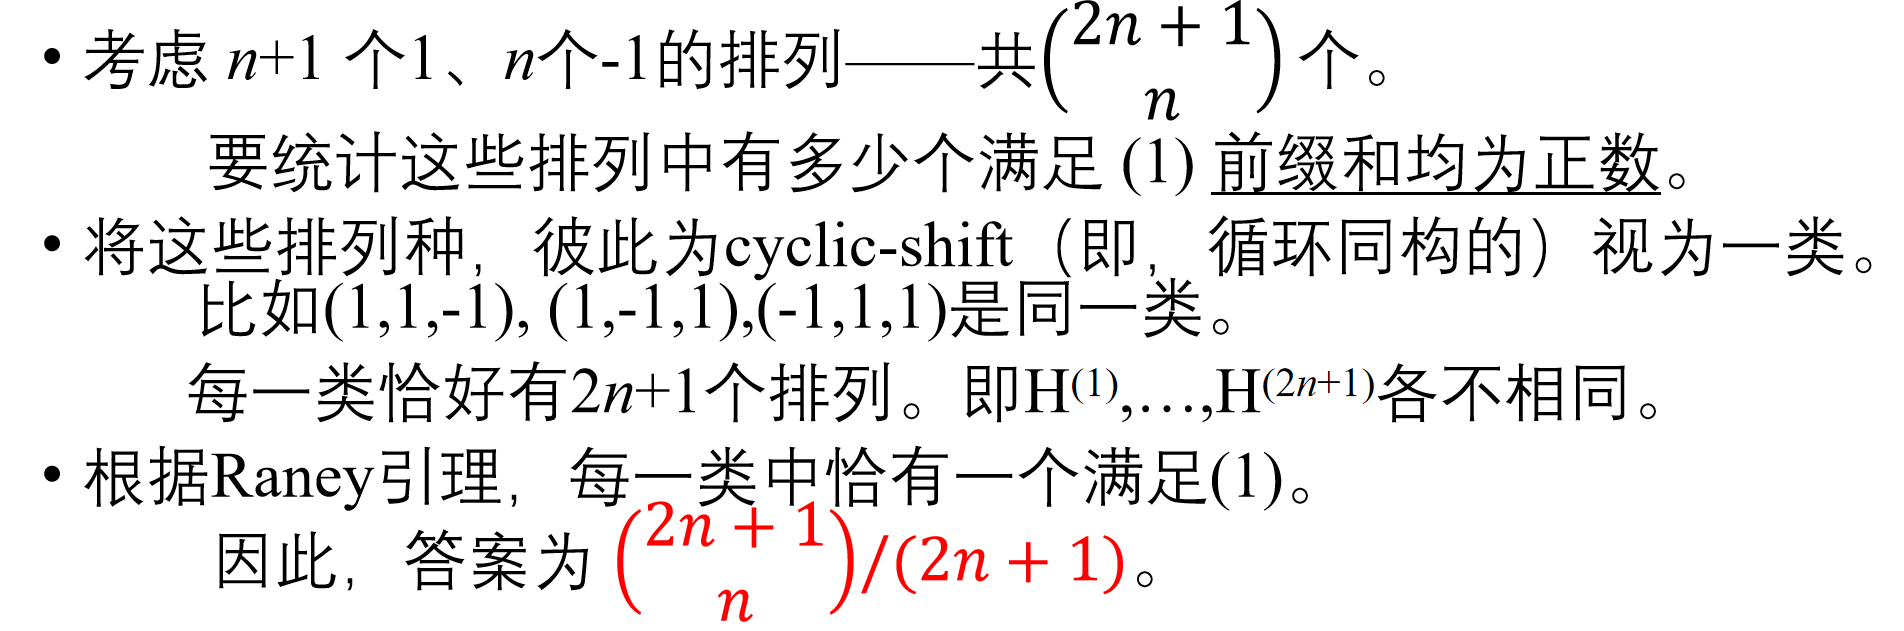 • 考虑 n+1 个1、n个-1的排列——共$\binom{2n+1}{n}$个。
要统计这些排列中有多少个满足 (1) 前缀和均为正数。
• 将这些排列种，彼此为cyclic-shift（即，循环同构的）视为一类。
比如(1,1,-1), (1,-1,1),(-1,1,1)是同一类。
每一类恰好有2n+1个排列。即H⁽¹⁾,…,H⁽²ⁿ⁺¹⁾各不相同。
• 根据Raney引理，每一类中恰有一个满足(1)。
因此，答案为 $\binom{2n+1}{n}/(2n+1)$。